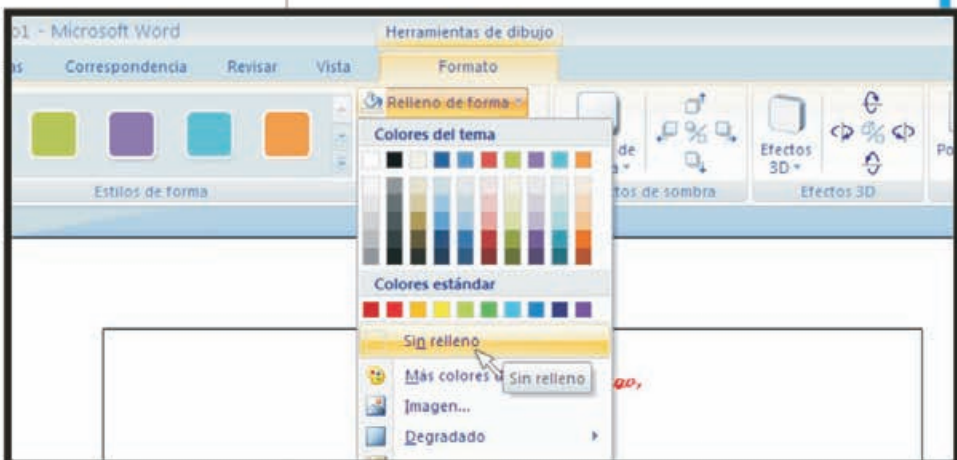 o1 - Microsoft Word
Herramientas de dibujo
as Correspondencia Revisar Vista Formato
Relleno de forma
Colores del tema
de
Efectos
3D
Po
Estilos de forma
tos de sombra
Efectos 3D
Colores estándar
Sin relleno
Más colores d
Sin relleno
go,
Imagen...
Degradado